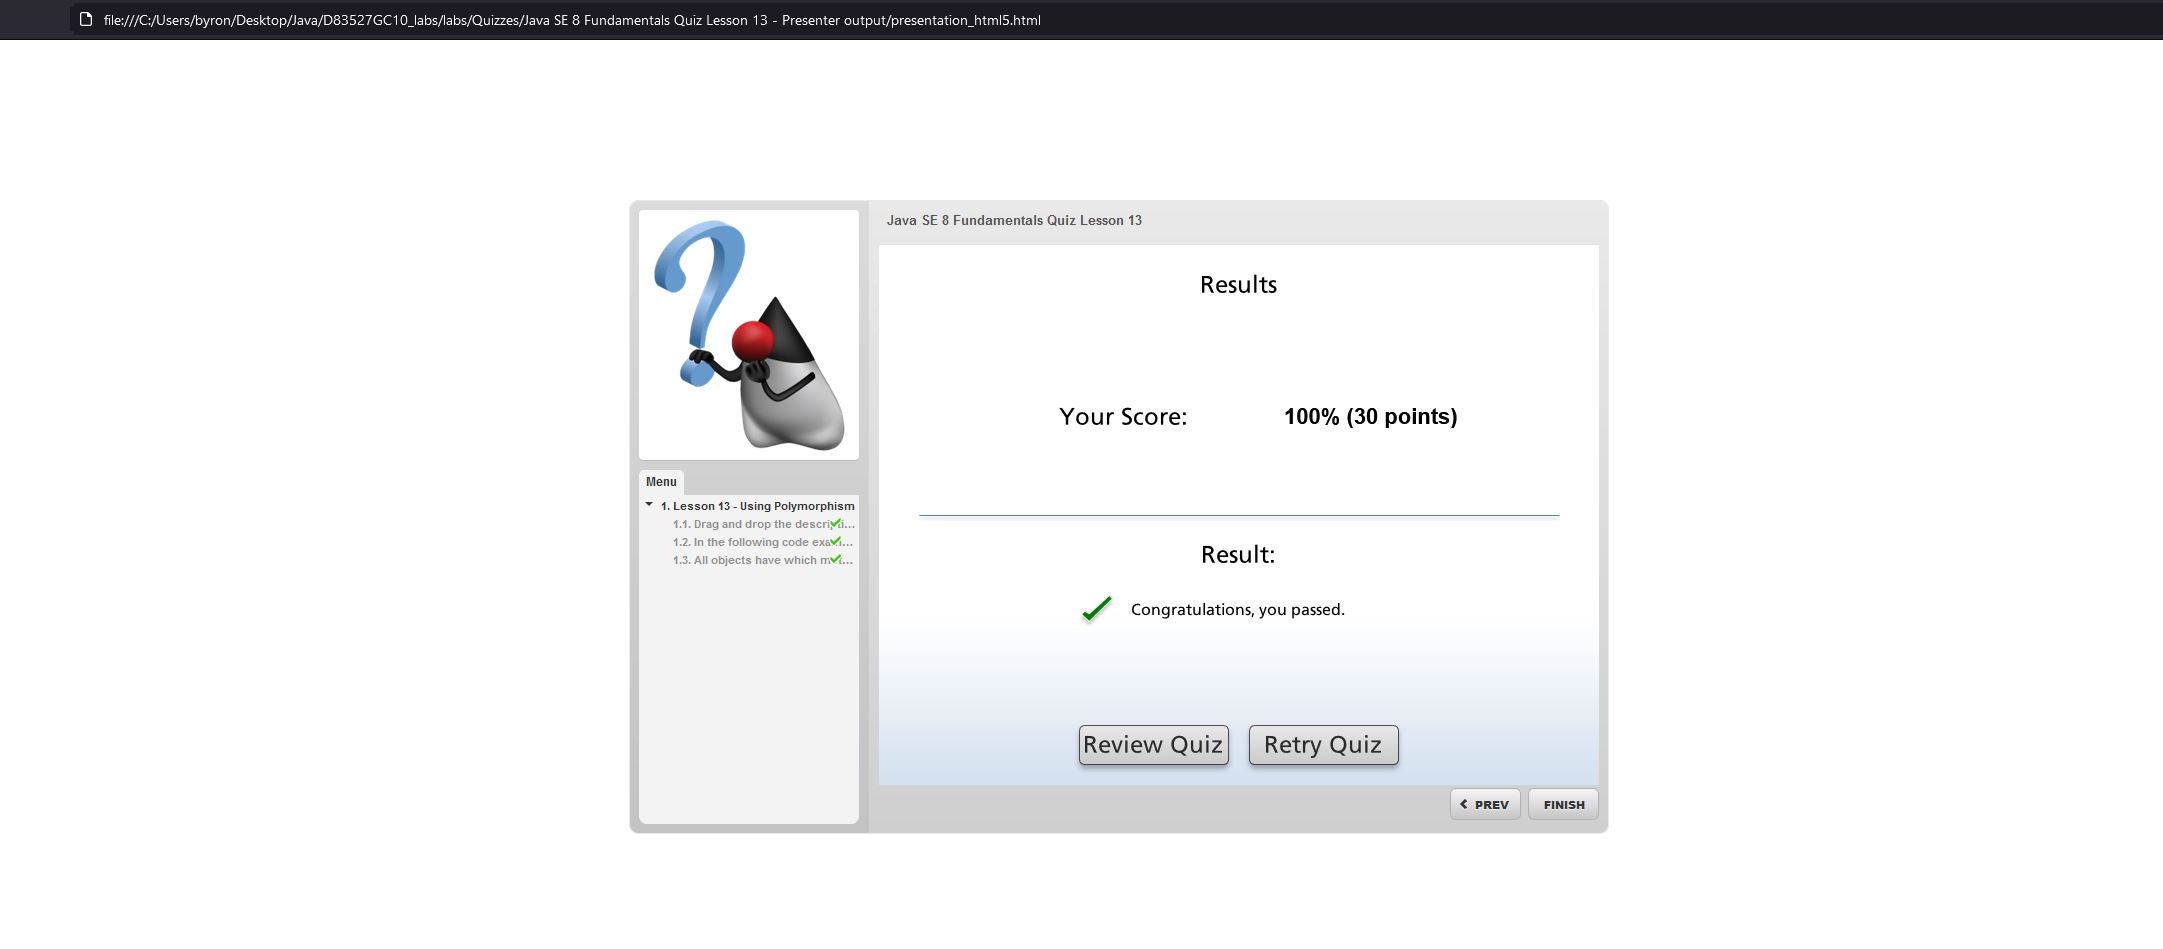 file:///C:/Users/byron/Desktop/Java/D83527GC10_labs/labs/Quizzes/Java SE 8 Fundamentals Quiz Lesson 13 - Presenter output/presentation_html5.html
Java SE 8 Fundamentals Quiz Lesson 13
Results
Your Score: 100% (30 points)
Result:
Congratulations, you passed.
Review Quiz Retry Quiz
PREV FINISH
Menu
1. Lesson 13 - Using Polymorphism
1.1. Drag and drop the
1.2. In the following code
1.3. All objects have which